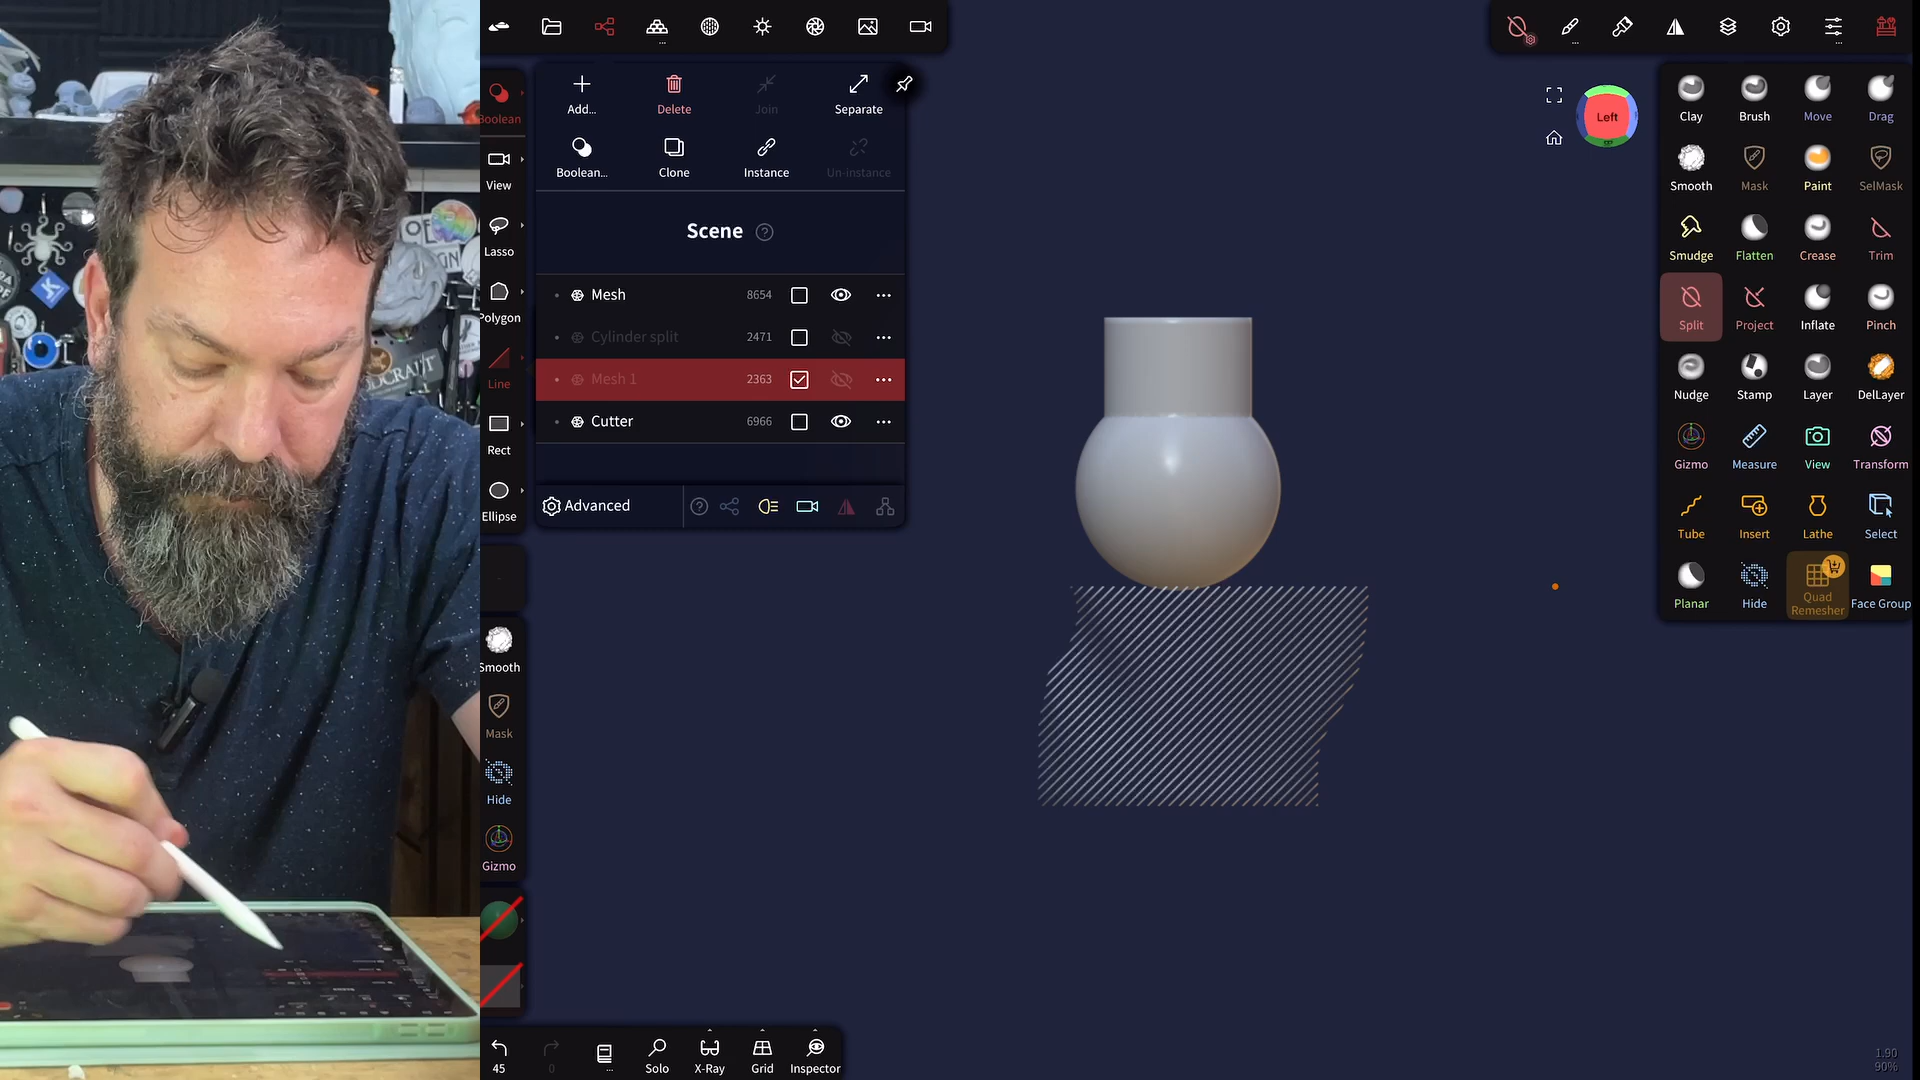 Add...
Delete
Join
Separate
Boolean...
Clone
Instance
Un-instance
Scene
Mesh 8654
Cylinder split 2471
Mesh 1 2363
Cutter 6966
Advanced
Boolean
View
Lasso
Polygon
Line
Rect
Ellipse
Smooth
Mask
Hide
Gizmo
45
0
Solo
X-Ray
Grid
Inspector
Left
Clay
Brush
Move
Drag
Smooth
Mask
Paint
SelMask
Smudge
Flatten
Crease
Trim
Split
Project
Inflate
Pinch
Nudge
Stamp
Layer
DelLayer
Gizmo
Measure
View
Transform
Tube
Insert
Lathe
Select
Planar
Hide
Quad
Remesher
Face Group
1.90
90%